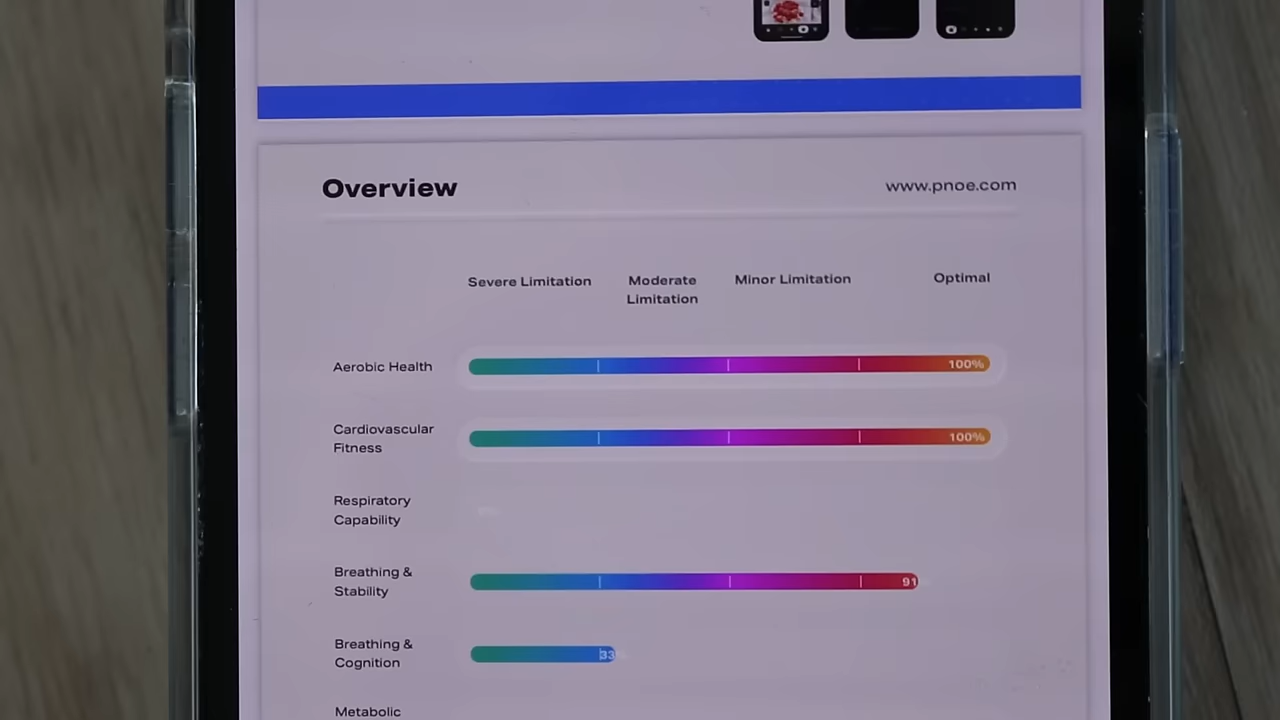 Overview
www.pnoe.com
Severe Limitation
Moderate
Limitation
Minor Limitation
Optimal
Aerobic Health
100%
Cardiovascular
Fitness
100%
Respiratory
Capability
Breathing &
Stability
91
Breathing &
Cognition
33
Metabolic